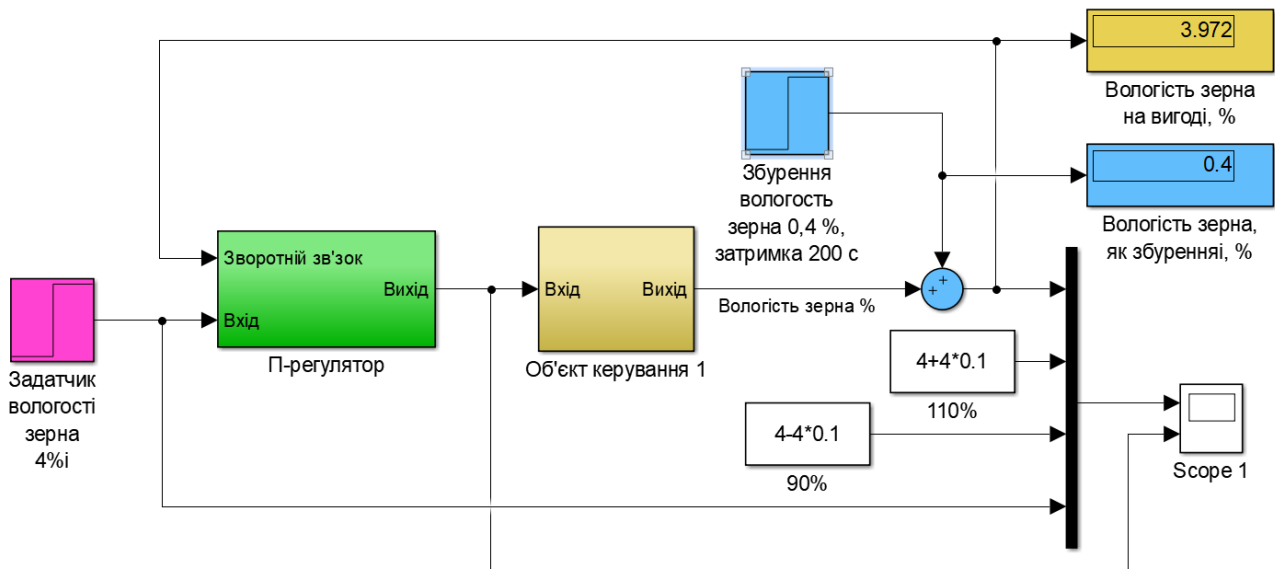 3.972
Вологість зерна
на вигоді, %
0.4
Вологість зерна,
як збуренняі, %
Збурення
вологость
зерна 0,4 %,
затримка 200 с
Зворотній зв'зок
Вихід
Вхід
П-регулятор
Вхід
Вихід
Об'єкт керування 1
Вологість зерна %
+
+
Задатчик
вологості
зерна
4%і
4+4*0.1
110%
4-4*0.1
90%
Scope 1